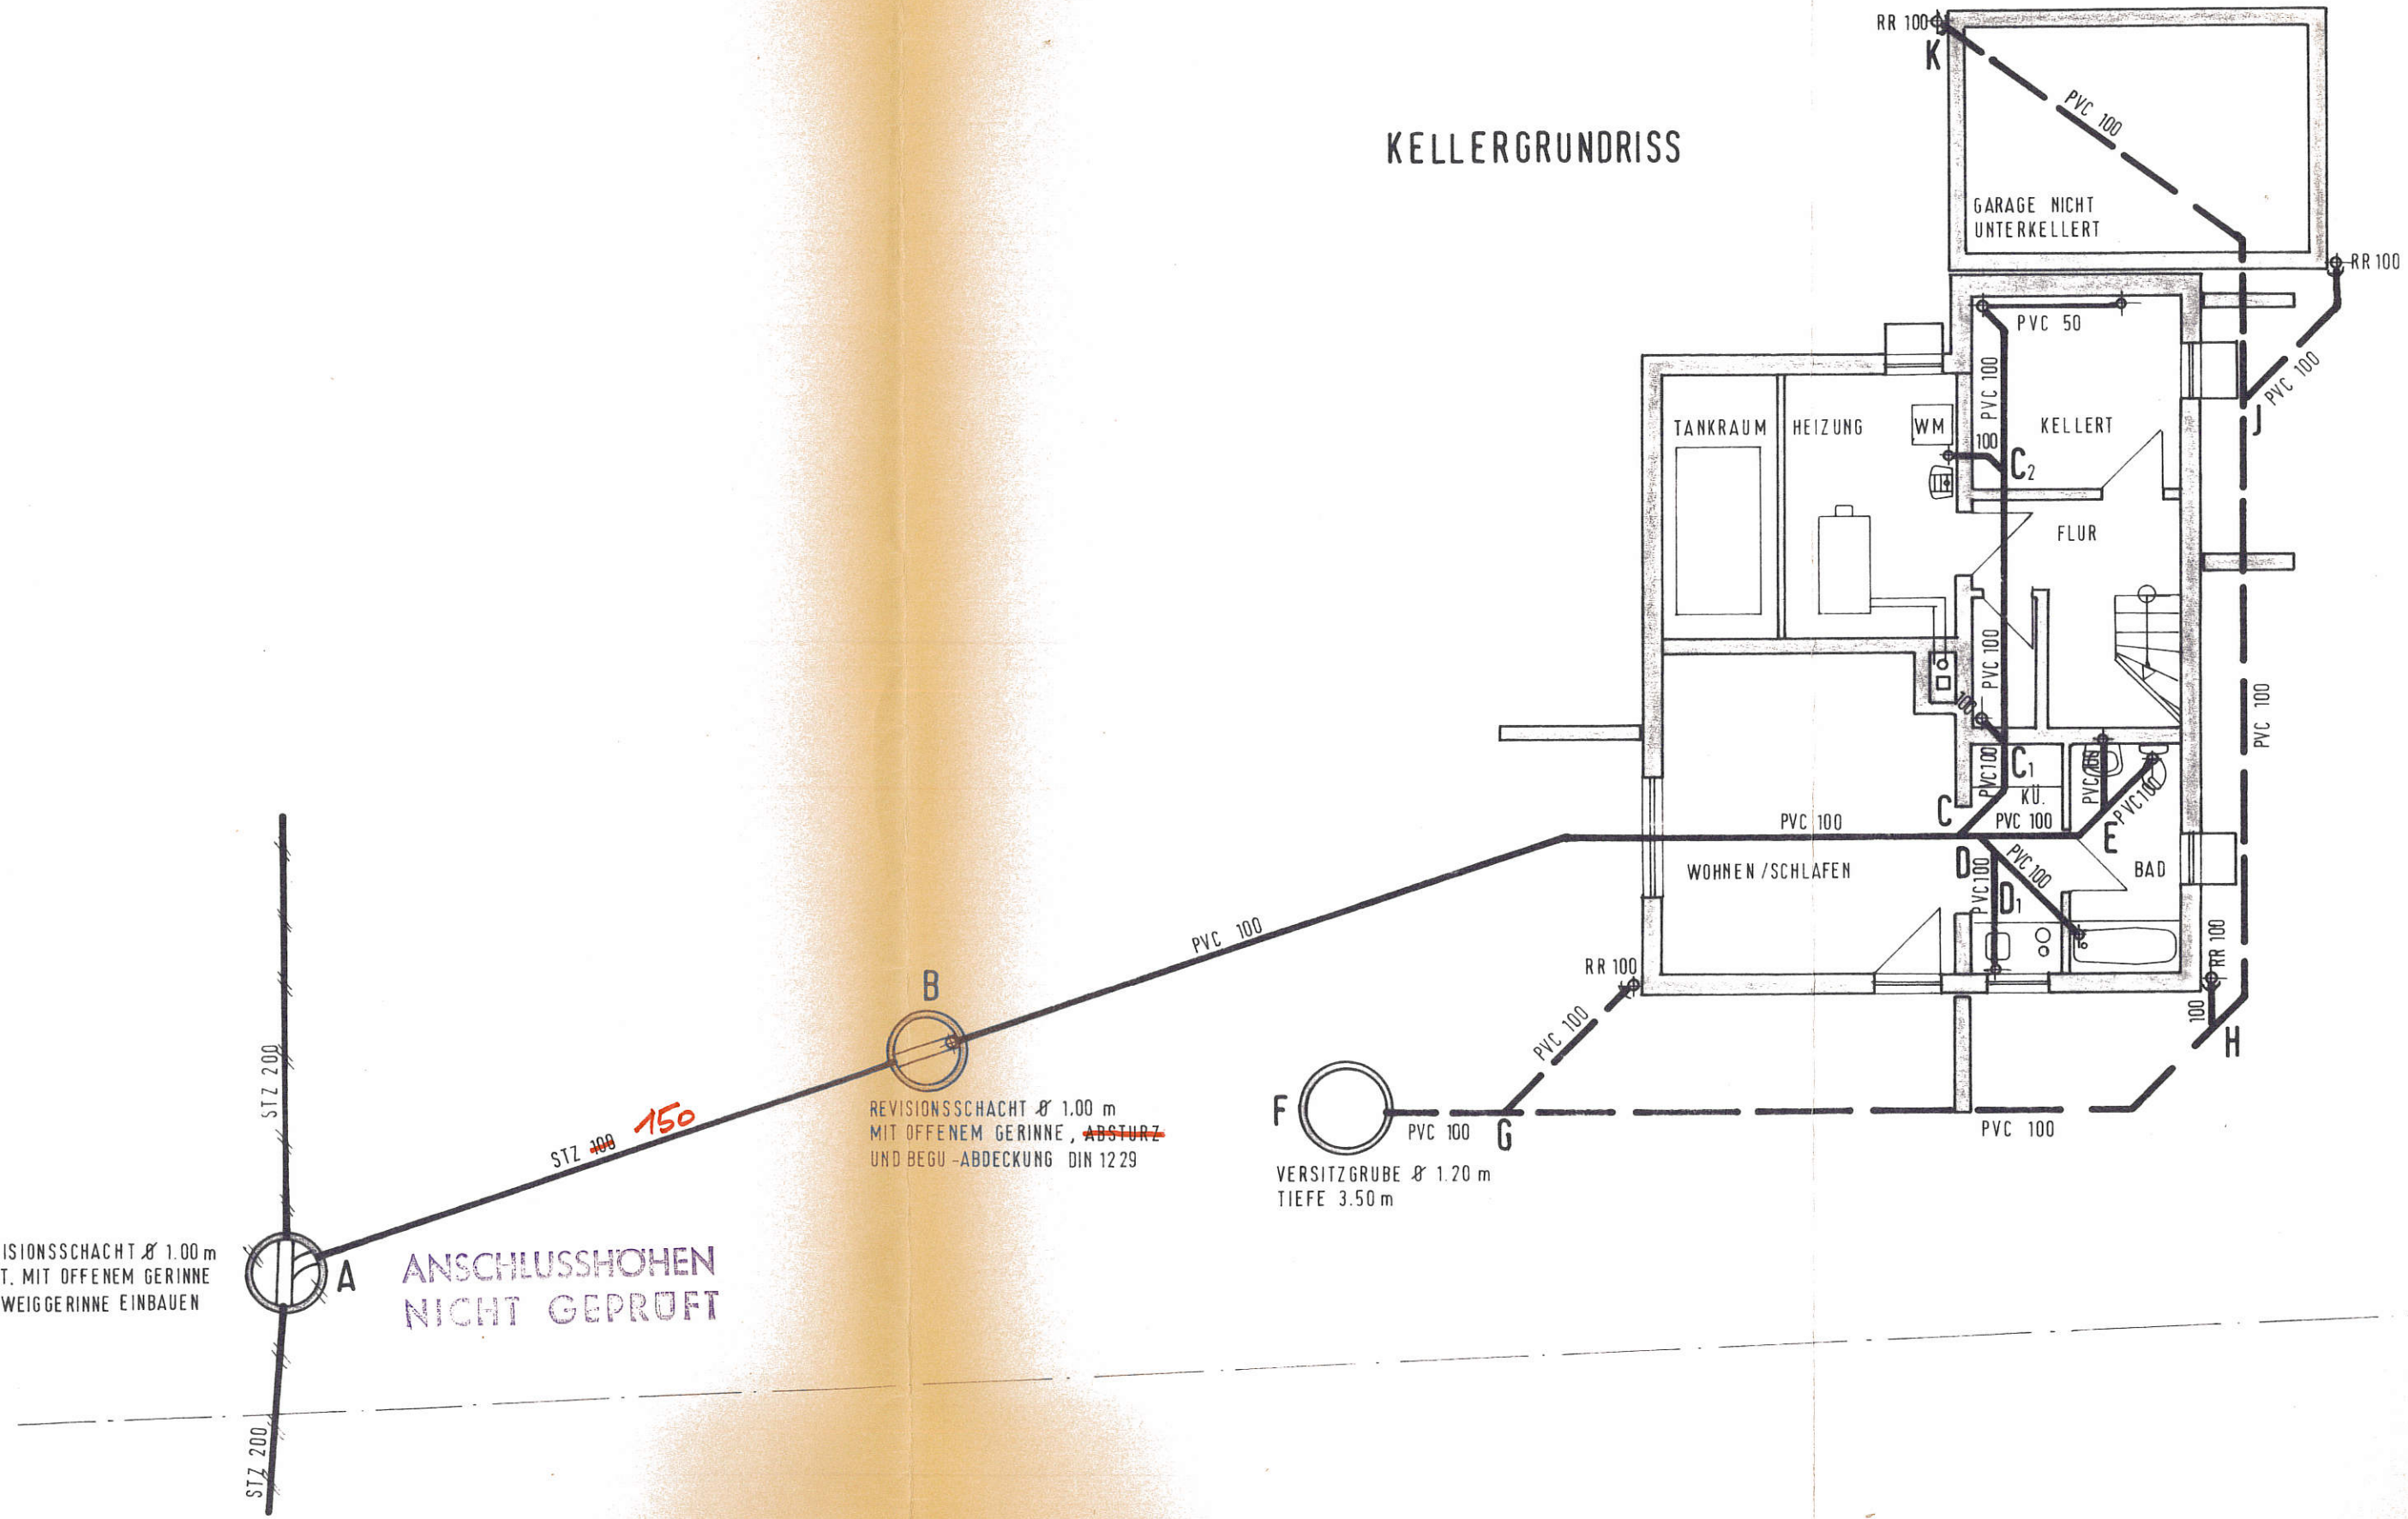 KELLERGRUNDRISS
RR 100
K
PVC 100
GARAGE NICHT
UNTERKELLERT
RR 100
PVC 50
PVC 100
PVC 100
J
TANKRAUM
HEIZUNG
WM
100
KELLERT
C2
FLUR
PVC 100
100
PVC 100
PVC 100
C1
KÜ.
PVC 100
PVC 100
C
PVC 100
PVC 100
E
D
PVC 100
PVC 100
D1
BAD
WOHNEN / SCHLAFEN
PVC 100
RR 100
RR 100
100
H
PVC 100
B
REVISIONSSCHACHT Ø 1.00 m
MIT OFFENEM GERINNE, ABSTURZ
UND BEGU - ABDECKUNG DIN 1229
F
PVC 100
G
PVC 100
VERSITZGRUBE Ø 1.20 m
TIEFE 3.50 m
STZ 200
STZ 100 150
ISIONSSCHACHT Ø 1.00 m
T. MIT OFFENEM GERINNE
WEIGGERINNE EINBAUEN
A
ANSCHLUSSHÖHEN
NICHT GEPRÜFT
STZ 200